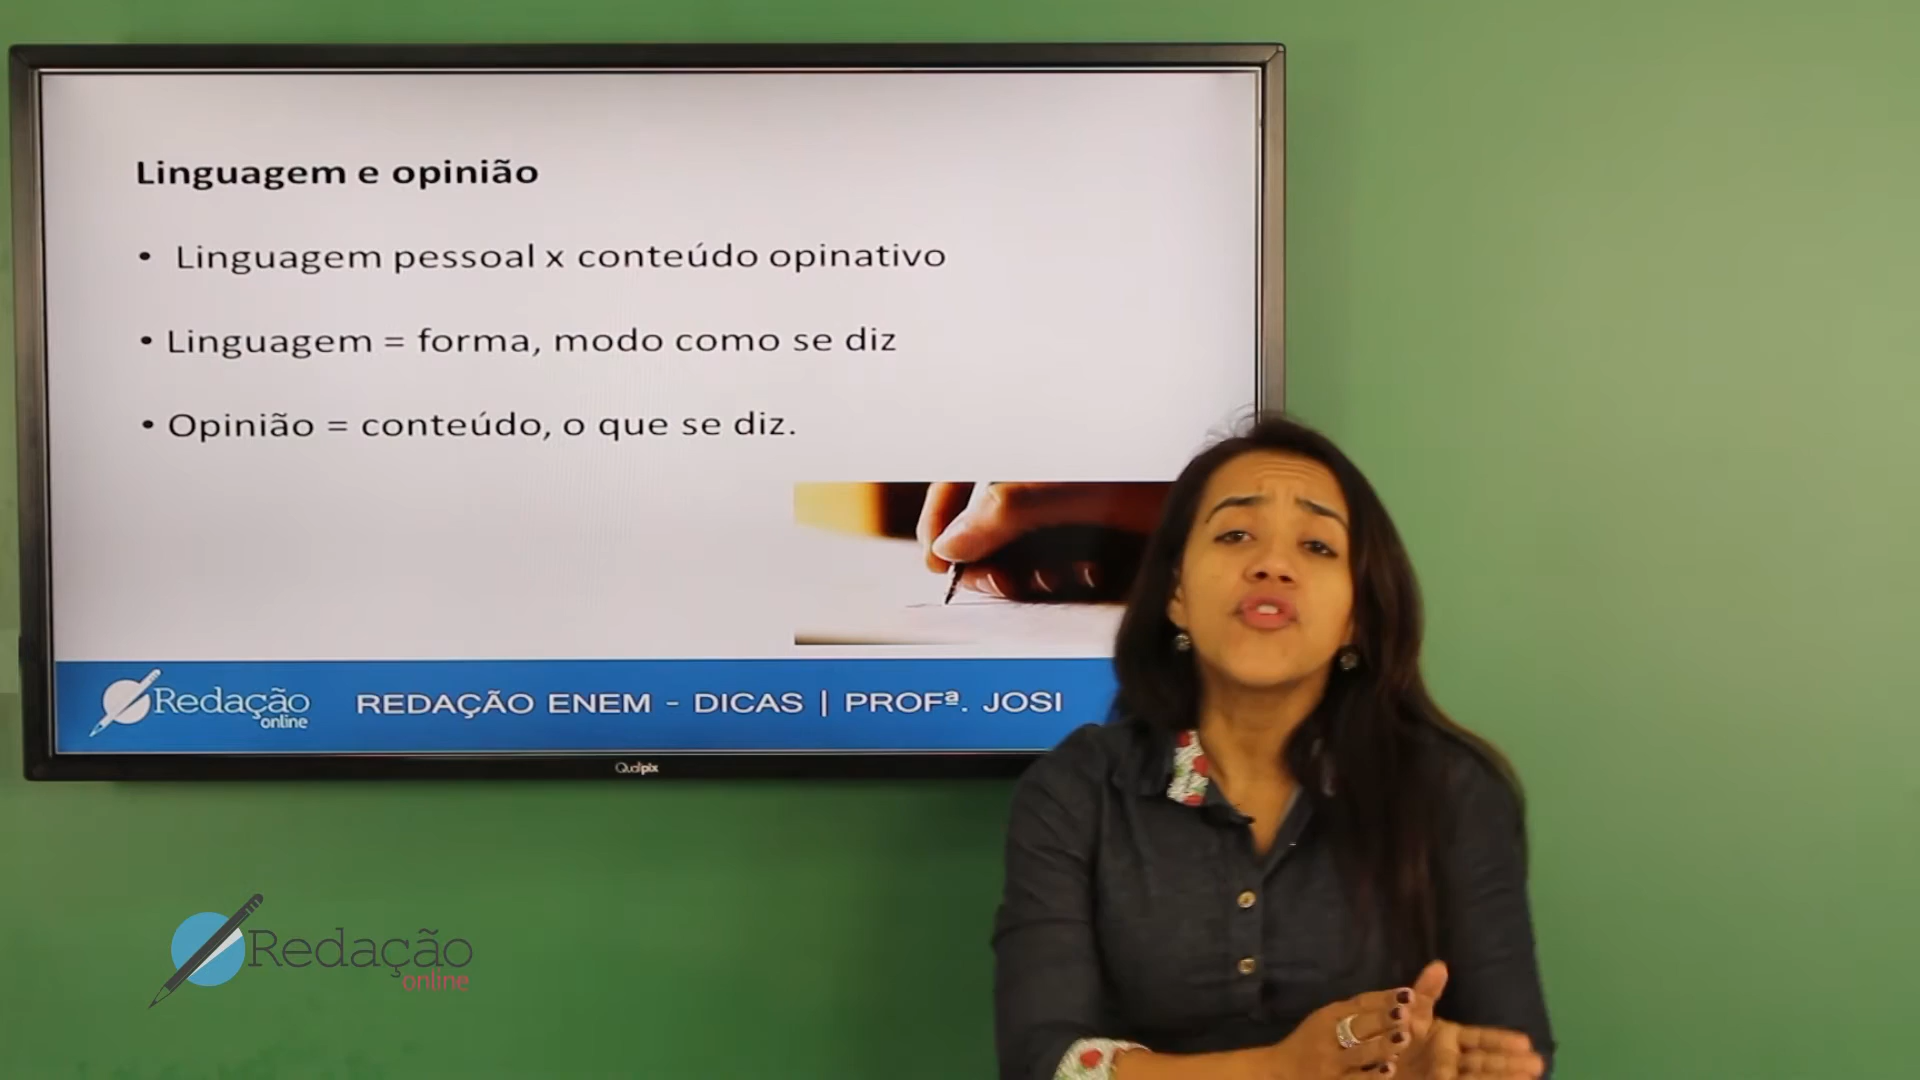 Linguagem e opinião
• Linguagem pessoal x conteúdo opinativo
• Linguagem = forma, modo como se diz
• Opinião = conteúdo, o que se diz.
Redação
online
REDAÇÃO ENEM - DICAS | PROFª. JOSI
Qualipix
Redação
online